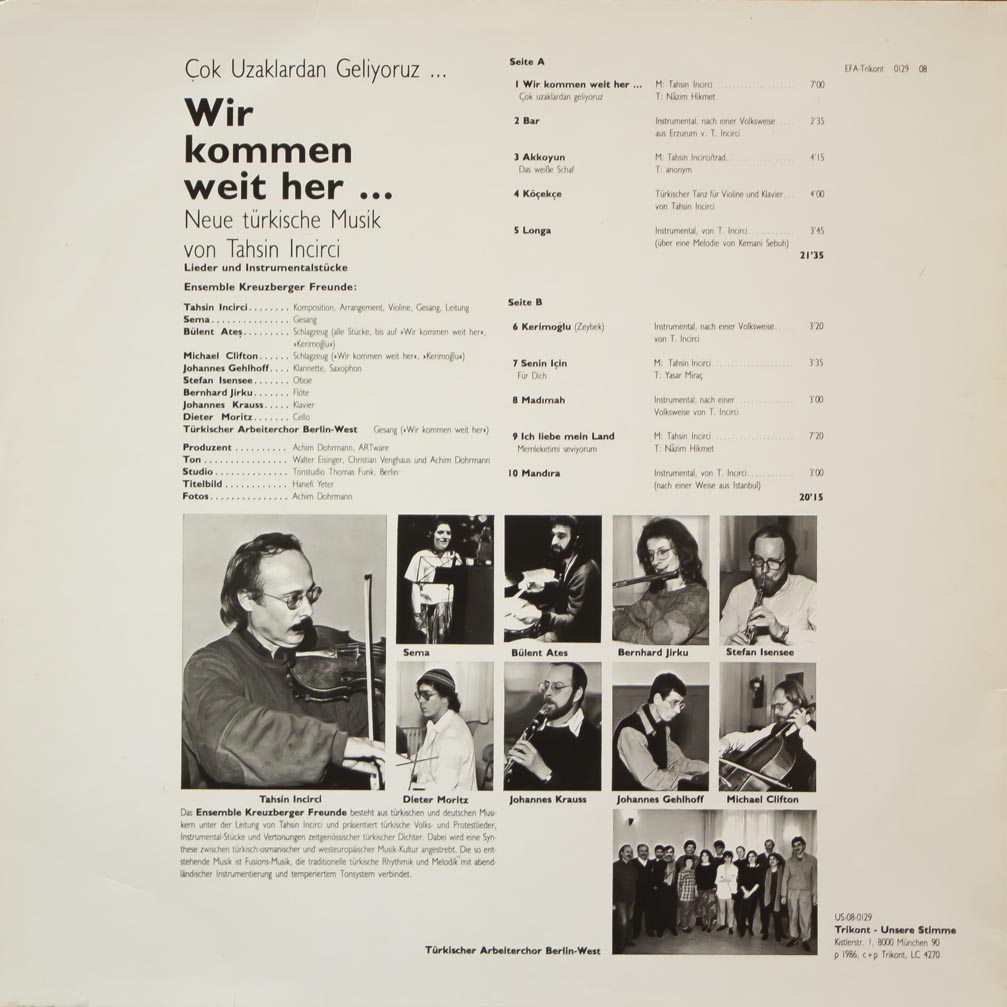 Çok Uzaklardan Geliyoruz ...
Wir
kommen
weit her ...
Neue türkische Musik
von Tahsin Incirci
Lieder und Instrumentalstücke
Ensemble Kreuzberger Freunde:
Tahsin Incirci........ Komposition, Arrangement, Violine, Gesang, Leitung
Sema............... Gesang
Bülent Ateş......... Schlagzeug (alle Stücke, bis auf »Wir kommen weit her«,
»Kerimoğlu»)
Michael Clifton...... Schlagzeug (»Wir kommen weit her«, »Kerimoğlu»)
Johannes Gehlhoff.... Klarinette, Saxophon
Stefan Isensee....... Oboe
Bernhard Jirku....... Flöte
Johannes Krauss..... Klavier
Dieter Moritz....... Cello
Türkischer Arbeiterchor Berlin-West Gesang (»Wir kommen weit her«)
Produzent.......... Achim Dohrmann, ARTware
Ton................ Walter Eisinger, Christian Venghaus und Achim Dohrmann
Studio.............. Tonstudio Thomas Funk, Berlin
Titelbild............ Hanefi Yeter
Fotos............... Achim Dohrmann
Seite A
1 Wir kommen weit her ... M: Tahsin Incirci.................... 7'00
Çok uzaklardan geliyoruz T: Nâzim Hikmet
2 Bar Instrumental, nach einer Volksweise..... 2'35
aus Erzurum v. T. Incirci
3 Akkoyun M: Tahsin Incirci/trad................. 4'15
Das weiße Schaf T: anonym
4 Köçekçe Türkischer Tanz für Violine und Klavier... 4'00
von Tahsin Incirci
5 Longa Instrumental, von T. Incirci............ 3'45
(über eine Melodie von Kemani Sebuh)
21'35
Seite B
6 Kerimoğlu (Zeybek) Instrumental, nach einer Volksweise..... 3'20
von T. Incirci
7 Senin Için M: Tahsin Incirci.................... 3'35
Für Dich T: Yasar Miraç
8 Madımah Instrumental, nach einer 3'00
Volksweise von T. Incirci
9 Ich liebe mein Land M: Tahsin Incirci.................... 7'20
Memleketimi seviyorum T: Nâzim Hikmet
10 Mandıra Instrumental, von T. Incirci............ 3'00
(nach einer Weise aus Istanbul)
20'15
EFA-Trikont 0129 08
Sema Bülent Ates Bernhard Jirku Stefan Isensee
Tahsin Incirci Dieter Moritz Johannes Krauss Johannes Gehlhoff Michael Clifton
Das Ensemble Kreuzberger Freunde besteht aus türkischen und deutschen Musi-
kern unter der Leitung von Tahsin Incirci und präsentiert türkische Volks- und Protestlieder,
Instrumental-Stücke und Vertonungen zeitgenössischer türkischer Dichter. Dabei wird eine Syn-
these zwischen türkisch-osmanischer und westeuropäischer Musik-Kultur angestrebt. Die so ent-
stehende Musik ist Fusions-Musik, die traditionelle türkische Rhythmik und Melodik mit abend-
ländischer Instrumentierung und temperiertem Tonsystem verbindet.
Türkischer Arbeiterchor Berlin-West
US-08-0129
Trikont - Unsere Stimme
Kistlerstr. 1, 8000 München 90
p 1986, c+p Trikont, LC 4270